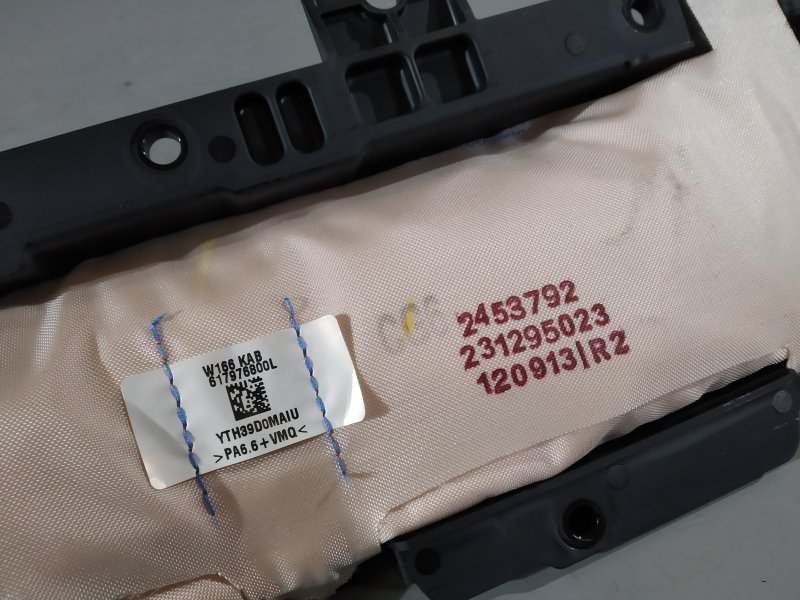 W166 KAB
617976800L
YTH39D0MAIU
>PA6.6+VMQ<
2453792
231295023
120913/R2